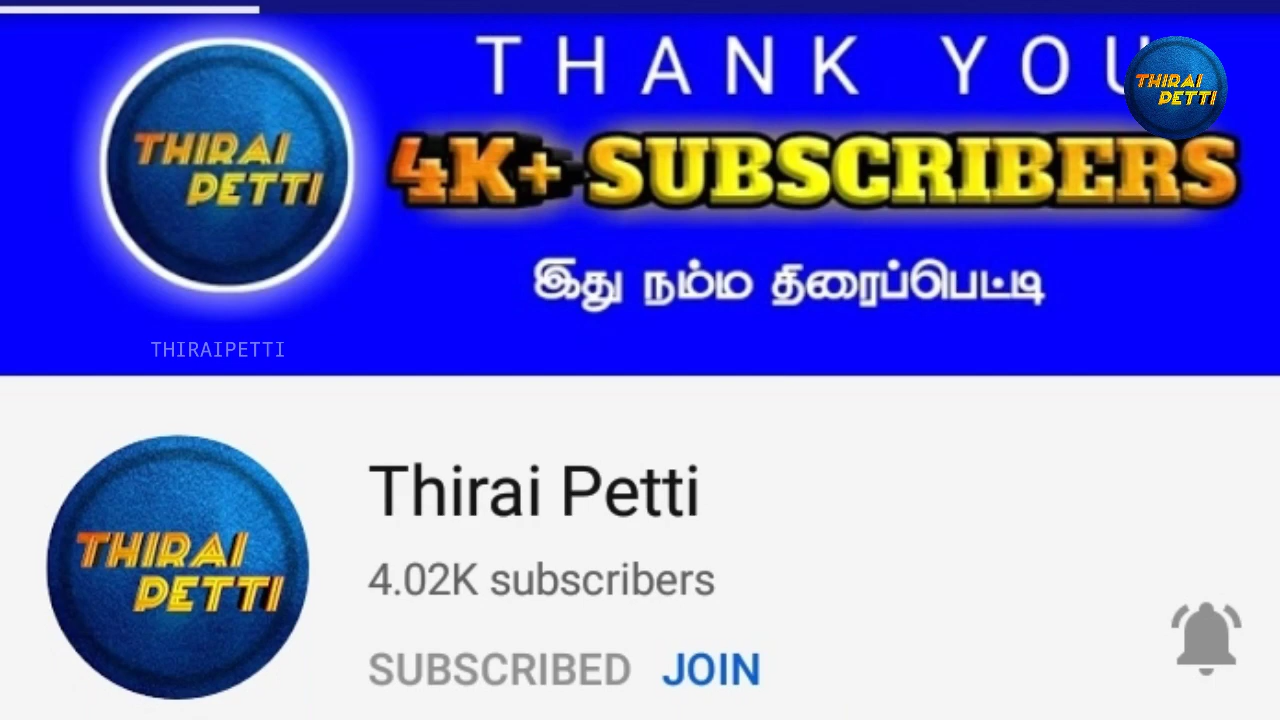 THANK YOU
THIRAI
PETTI
THIRAI
PETTI
4K+ SUBSCRIBERS
இது நம்ம திரைப்பெட்டி
THIRAIPETTI
Thirai Petti
THIRAI
PETTI
4.02K subscribers
SUBSCRIBED JOIN